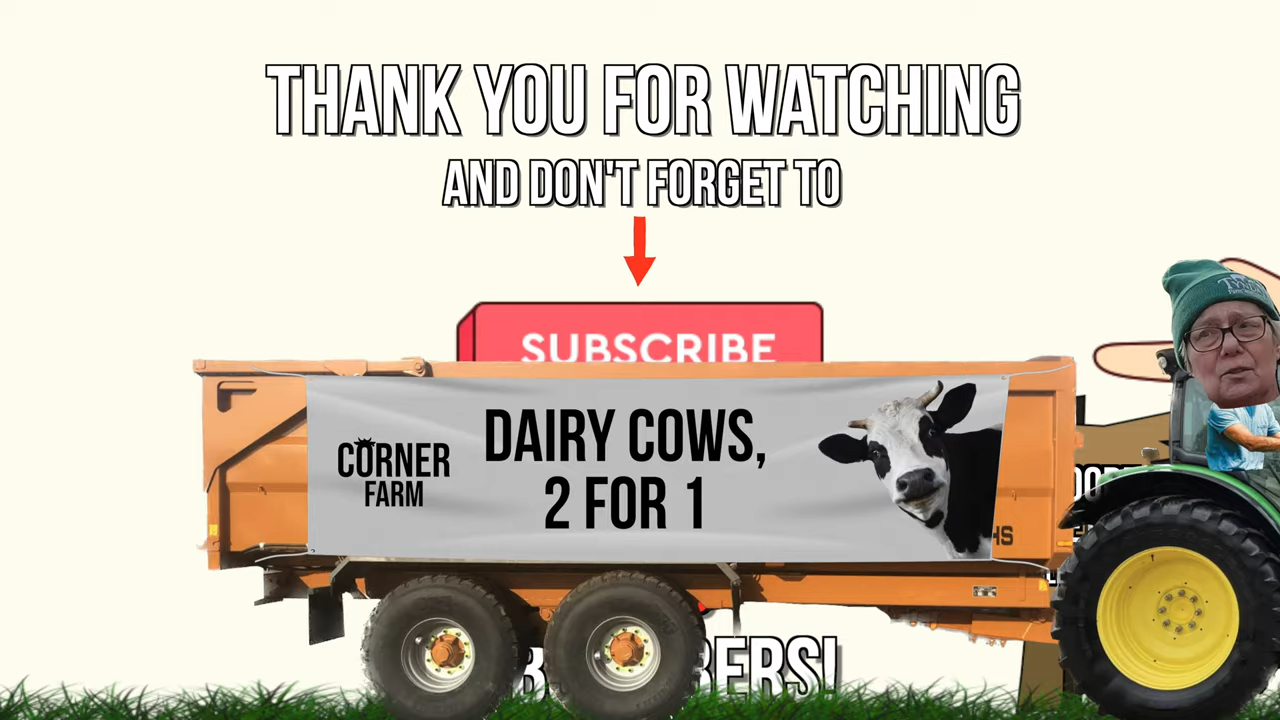 THANK YOU FOR WATCHING
AND DON'T FORGET TO
SUBSCRIBE
DAIRY COWS,
2 FOR 1
CORNER
FARM